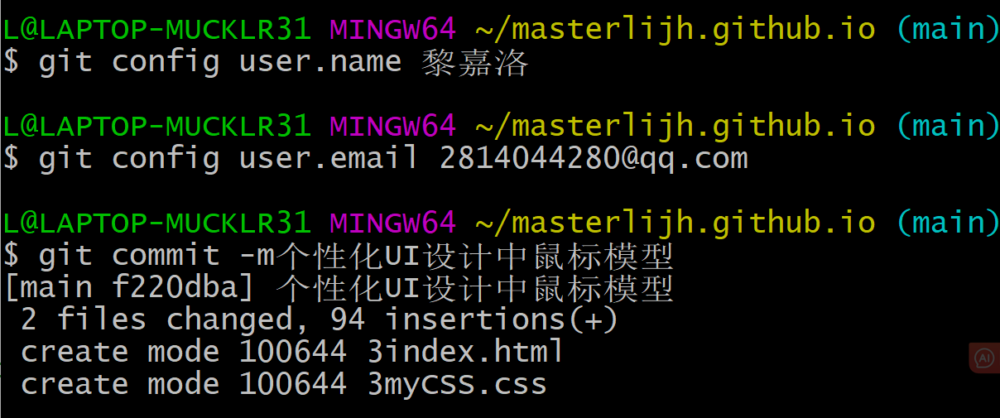 L@LAPTOP-MUCKLR31 MINGW64 ~/masterlijh.github.io (main)
$ git config user.name 黎嘉洛
L@LAPTOP-MUCKLR31 MINGW64 ~/masterlijh.github.io (main)
$ git config user.email 2814044280@qq.com
L@LAPTOP-MUCKLR31 MINGW64 ~/masterlijh.github.io (main)
$ git commit -m个性化UI设计中鼠标模型
[main f220dba] 个性化UI设计中鼠标模型
 2 files changed, 94 insertions(+)
 create mode 100644 3index.html
 create mode 100644 3myCSS.css
AI